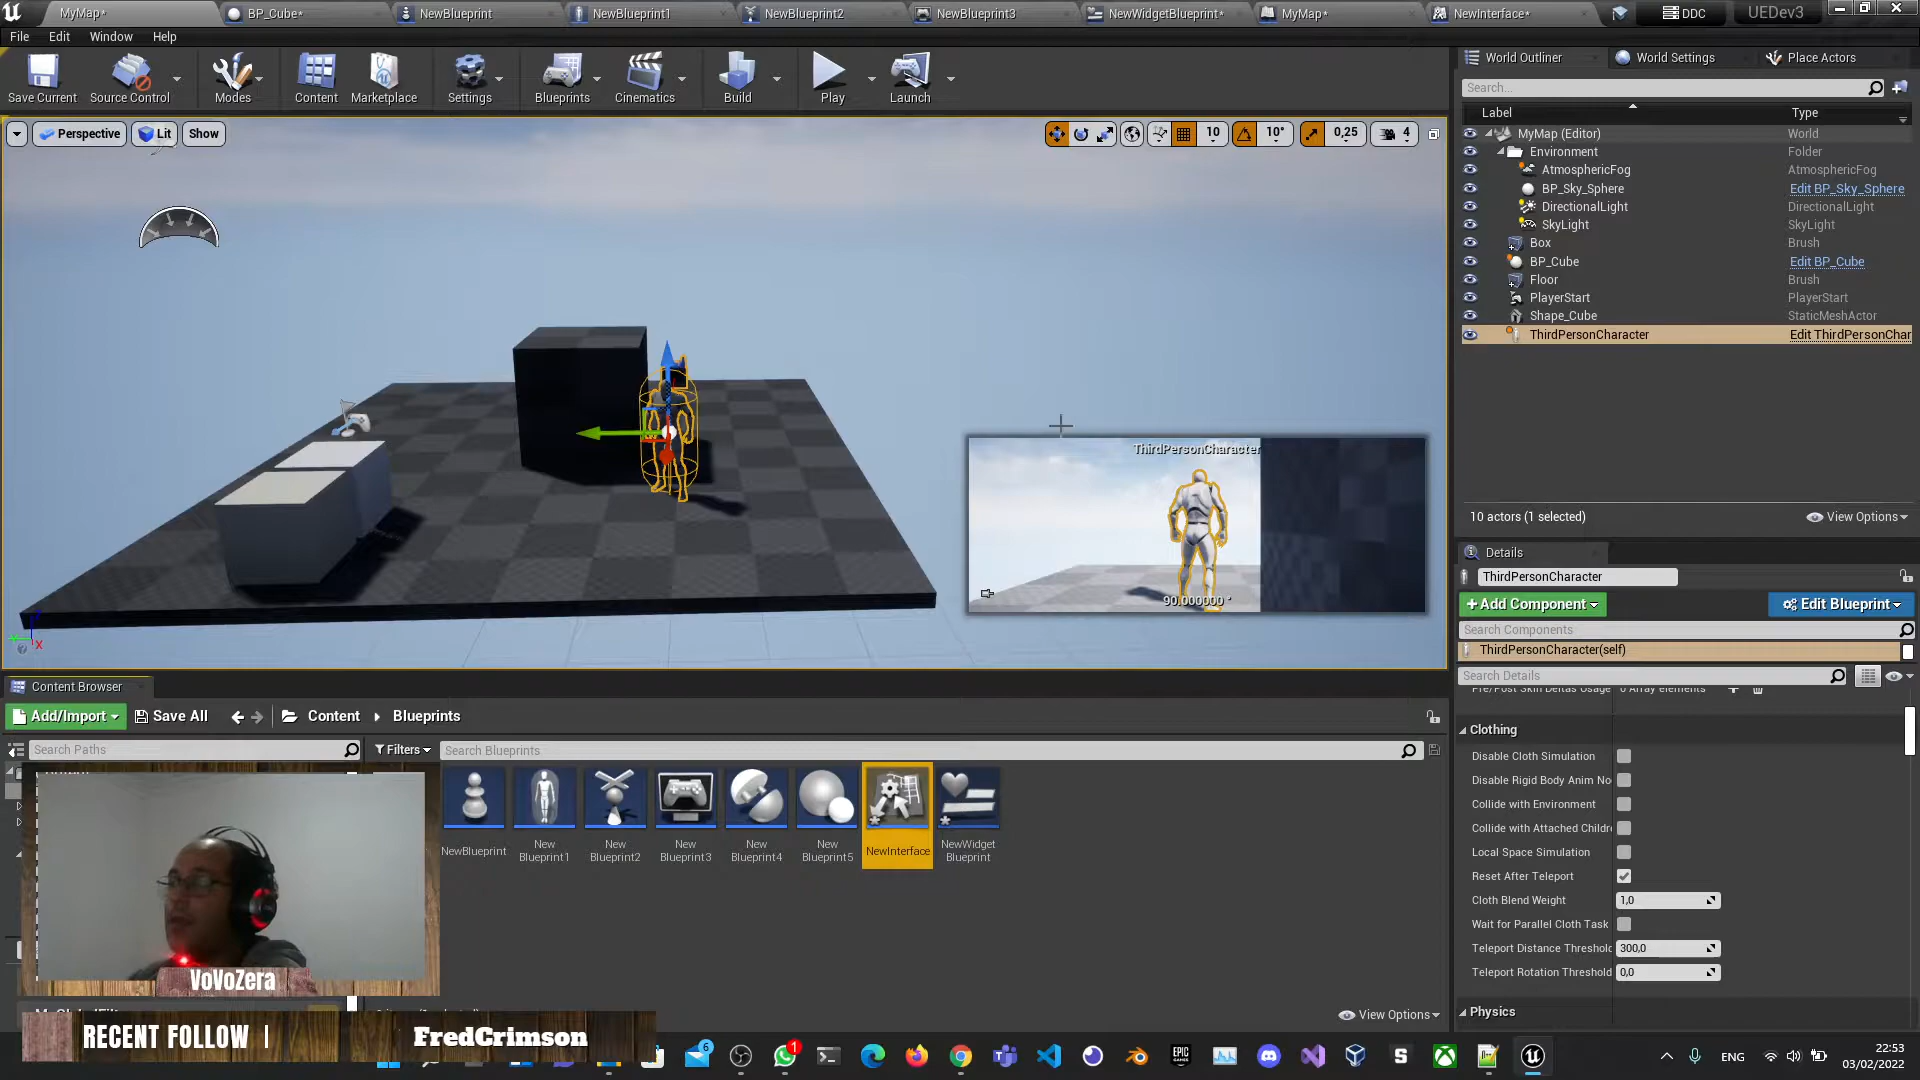 MyMap*
BP_Cube*
NewBlueprint
NewBlueprint1
NewBlueprint2
NewBlueprint3
NewWidgetBlueprint*
MyMap*
NewInterface*
DDC
UEDev3
File
Edit
Window
Help
Save Current
Source Control
Modes
Content
Marketplace
Settings
Blueprints
Cinematics
Build
Play
Launch
World Outliner
World Settings
Place Actors
Search...
Label
Type
MyMap (Editor)
World
Environment
Folder
AtmosphericFog
AtmosphericFog
BP_Sky_Sphere
Edit BP_Sky_Sphere
DirectionalLight
DirectionalLight
SkyLight
SkyLight
Box
Brush
BP_Cube
Edit BP_Cube
Floor
Brush
PlayerStart
PlayerStart
Shape_Cube
StaticMeshActor
ThirdPersonCharacter
Edit ThirdPersonChar
10 actors (1 selected)
View Options
Perspective
Lit
Show
10
10°
0,25
4
ThirdPersonCharacter
90.000000 °
X
Details
ThirdPersonCharacter
Add Component
Edit Blueprint
Search Components
ThirdPersonCharacter(self)
Search Details
Pre/Post Skin Deltas Usage
0 Array elements
Clothing
Disable Cloth Simulation
Disable Rigid Body Anim No
Collide with Environment
Collide with Attached Childr
Local Space Simulation
Reset After Teleport
Cloth Blend Weight
1,0
Wait for Parallel Cloth Task
Teleport Distance Threshold
300,0
Teleport Rotation Threshold
0,0
Physics
Content Browser
Add/Import
Save All
Content
Blueprints
Search Paths
Filters
Search Blueprints
NewBlueprint
New
Blueprint1
New
Blueprint2
New
Blueprint3
New
Blueprint4
New
Blueprint5
NewInterface
NewWidget
Blueprint
View Options
VoVoZera
RECENT FOLLOW |
FredCrimson
6
1
EPIC
GAMES
S
ENG
22:53
03/02/2022